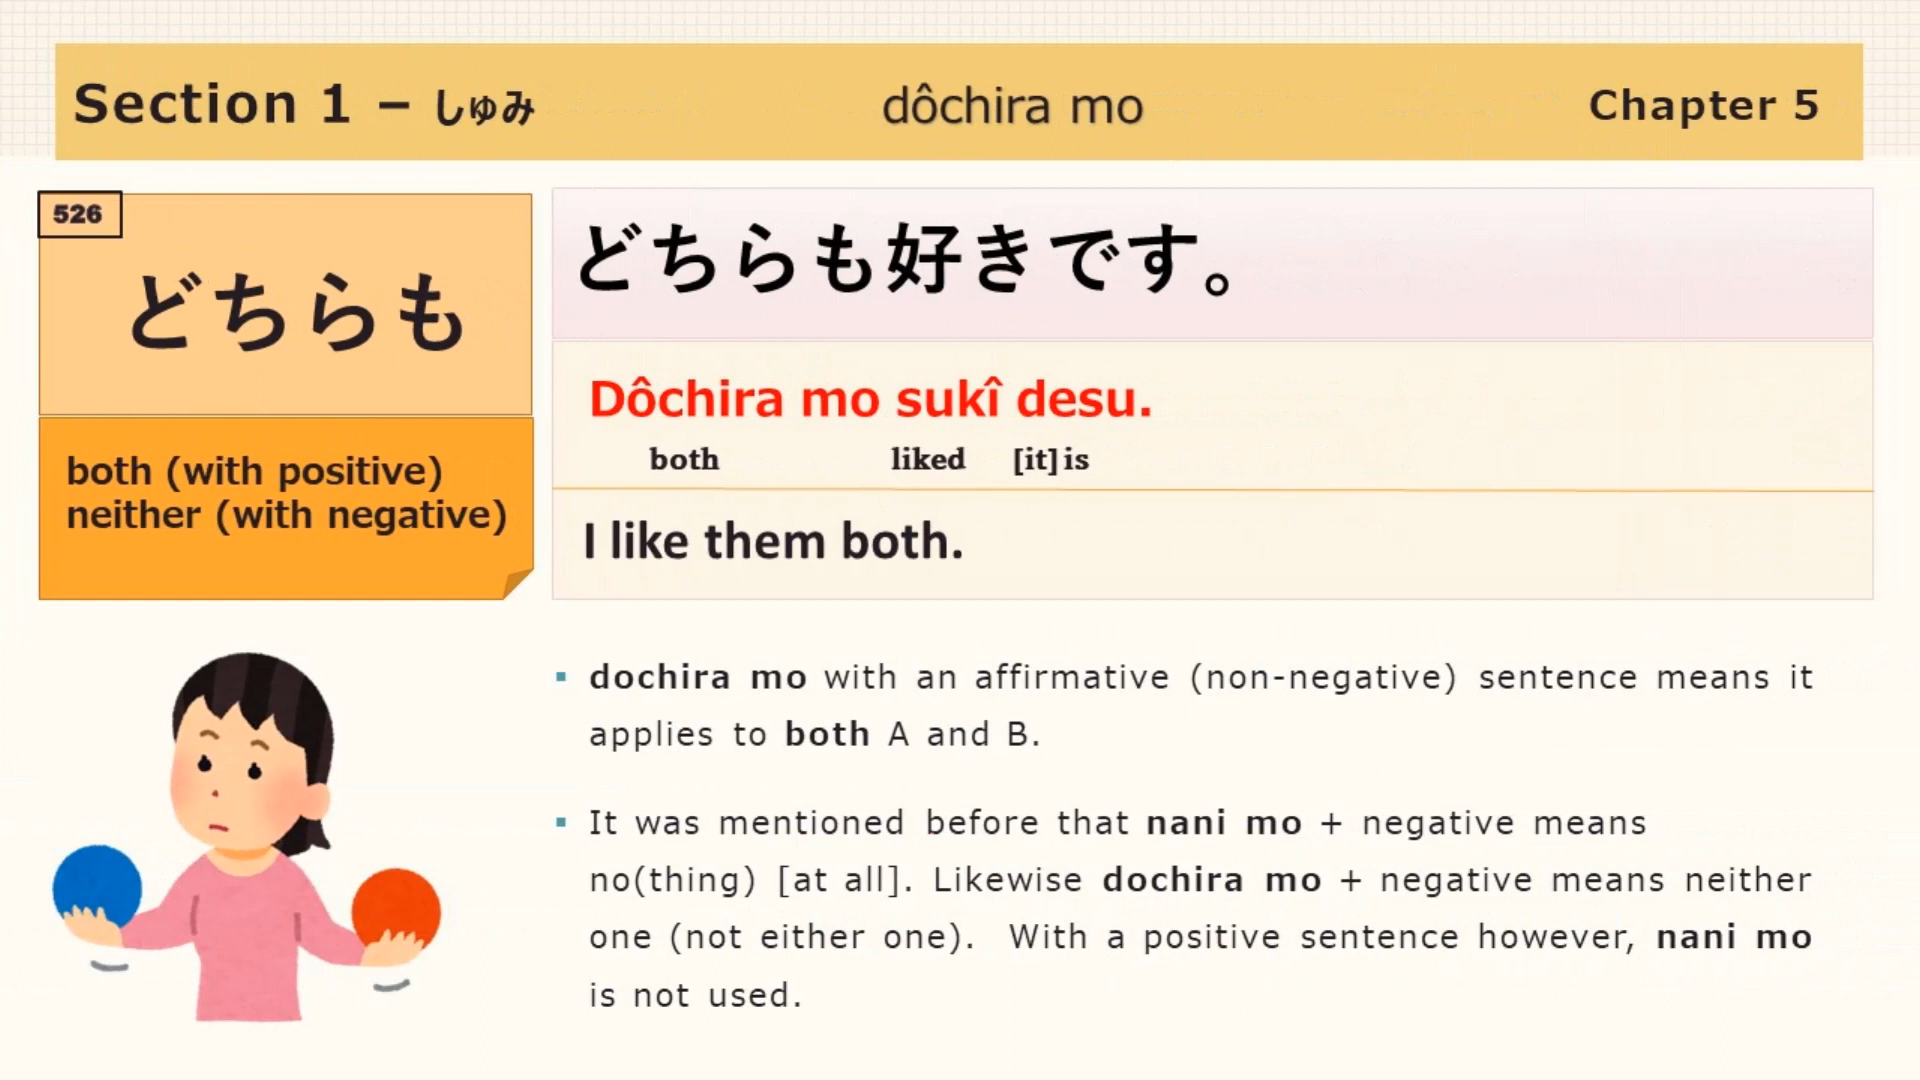 Section 1 – しゅみ
dôchira mo
Chapter 5
526
どちらも
both (with positive)
neither (with negative)
どちらも好きです。
Dôchira mo sukî desu.
both liked [it] is
I like them both.
▪ dochira mo with an affirmative (non-negative) sentence means it
applies to both A and B.
▪ It was mentioned before that nani mo + negative means
no(thing) [at all]. Likewise dochira mo + negative means neither
one (not either one). With a positive sentence however, nani mo
is not used.